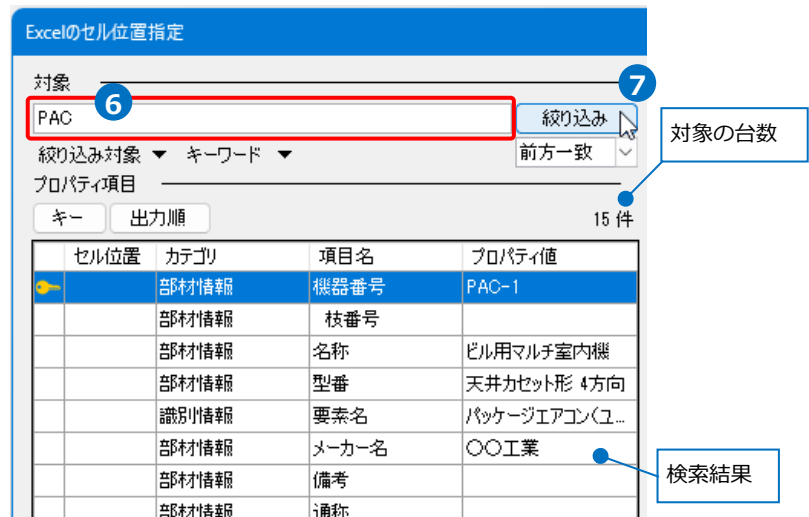 Excelのセル位置指定
対象
6
7
PAC
絞り込み
対象の台数
絞り込み対象 ▼ キーワード ▼
前方一致
プロパティ項目
キー 出力順
15 件
セル位置 カテゴリ 項目名 プロパティ値
部材情報 機器番号 PAC-1
部材情報 枝番号
部材情報 名称 ビル用マルチ室内機
部材情報 型番 天井カセット形 4方向
識別情報 要素名 パッケージエアコン(ユ...
部材情報 メーカー名 〇〇工業
部材情報 備考
検索結果
部材情報 通称